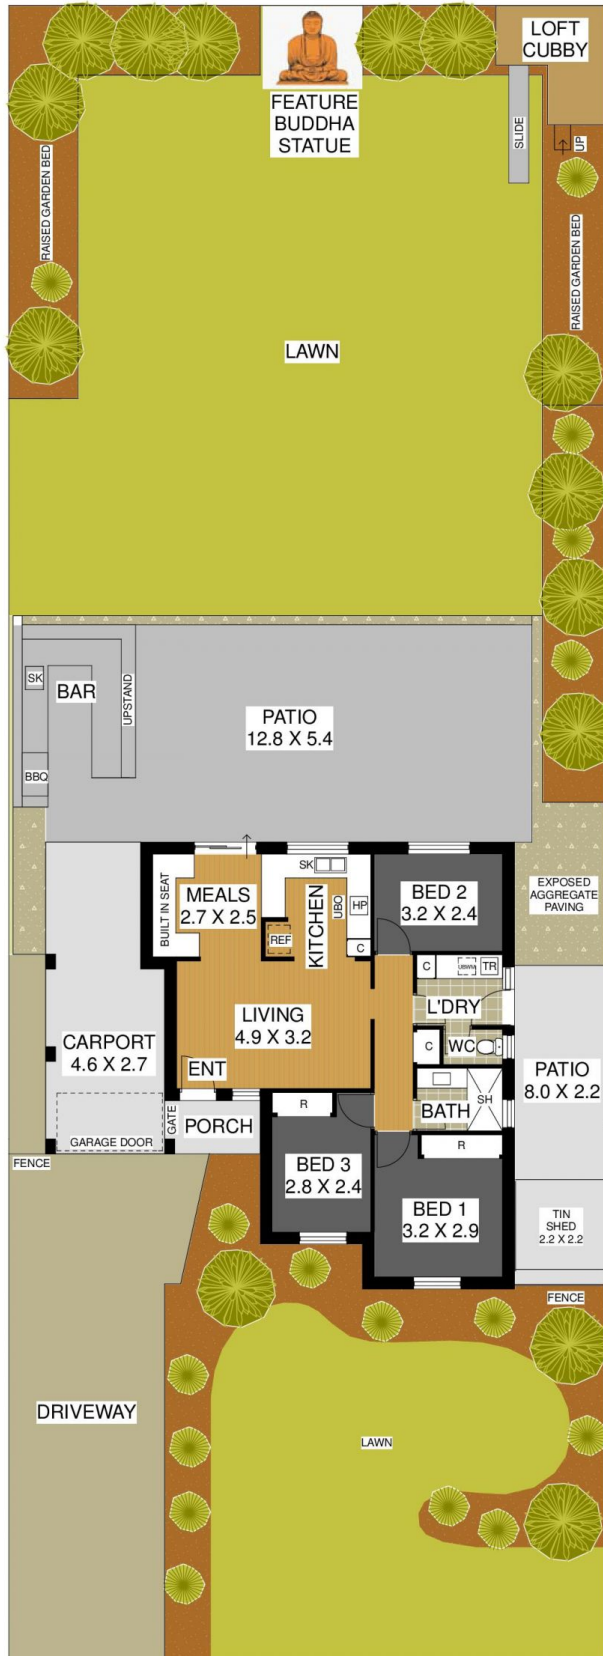 LOFT
CUBBY
FEATURE
BUDDHA
STATUE
SLIDE
UP
RAISED GARDEN BED
RAISED GARDEN BED
LAWN
SK
BAR
UPSTAND
BBQ
PATIO
12.8 X 5.4
BUILT IN SEAT
MEALS
2.7 X 2.5
SK
KITCHEN
UBO
HP
REF
C
BED 2
3.2 X 2.4
EXPOSED
AGGREGATE
PAVING
C
UBWM
TR
L'DRY
LIVING
4.9 X 3.2
C
WC
CARPORT
4.6 X 2.7
ENT
PATIO
8.0 X 2.2
BATH
SH
GATE
PORCH
GARAGE DOOR
R
R
FENCE
BED 3
2.8 X 2.4
BED 1
3.2 X 2.9
TIN
SHED
2.2 X 2.2
FENCE
DRIVEWAY
LAWN